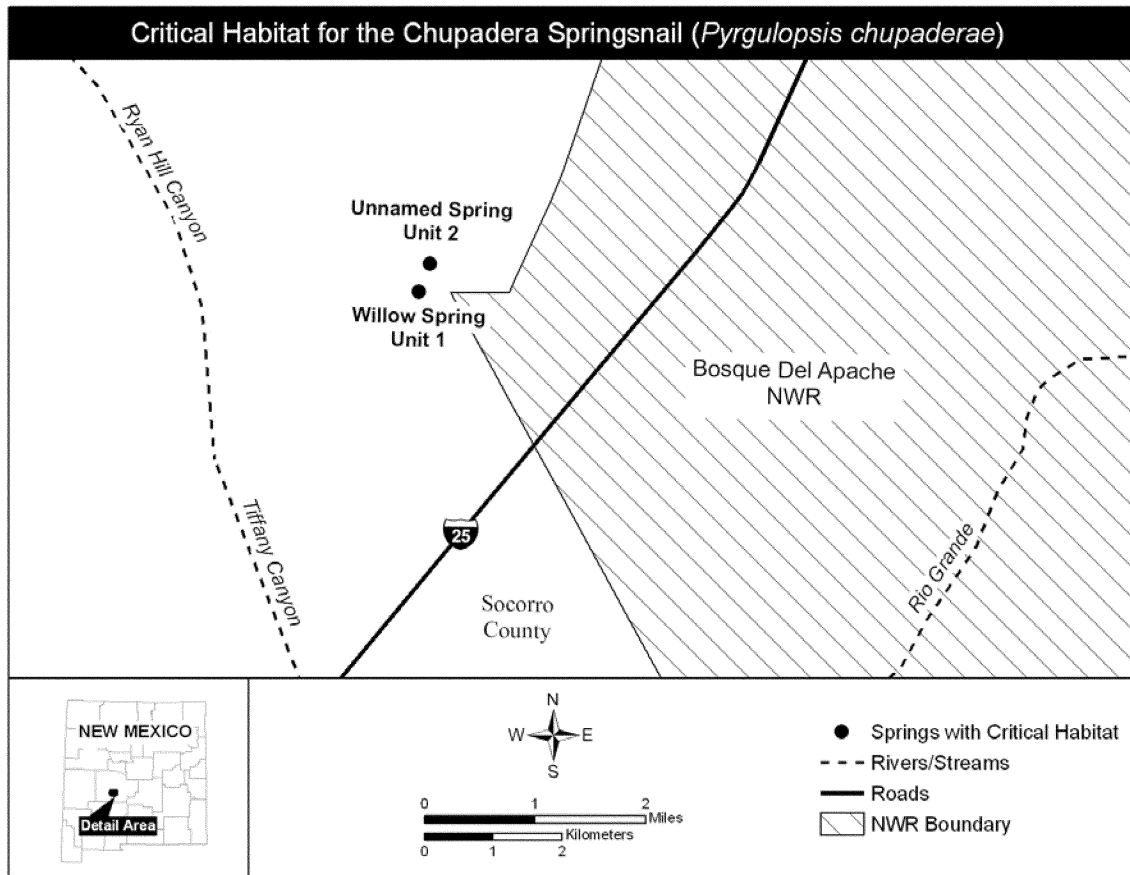 Critical Habitat for the Chupadera Springsnail (Pyrgulopsis chupaderae)
Ryan Hill Canyon
Unnamed Spring
Unit 2
Willow Spring
Unit 1
Bosque Del Apache
NWR
Tiffany Canyon
25
Rio Grande
Socorro
County
NEW MEXICO
Detail Area
N
W E
S
0 1 2
Miles
Kilometers
0 1 2
Springs with Critical Habitat
Rivers/Streams
Roads
NWR Boundary